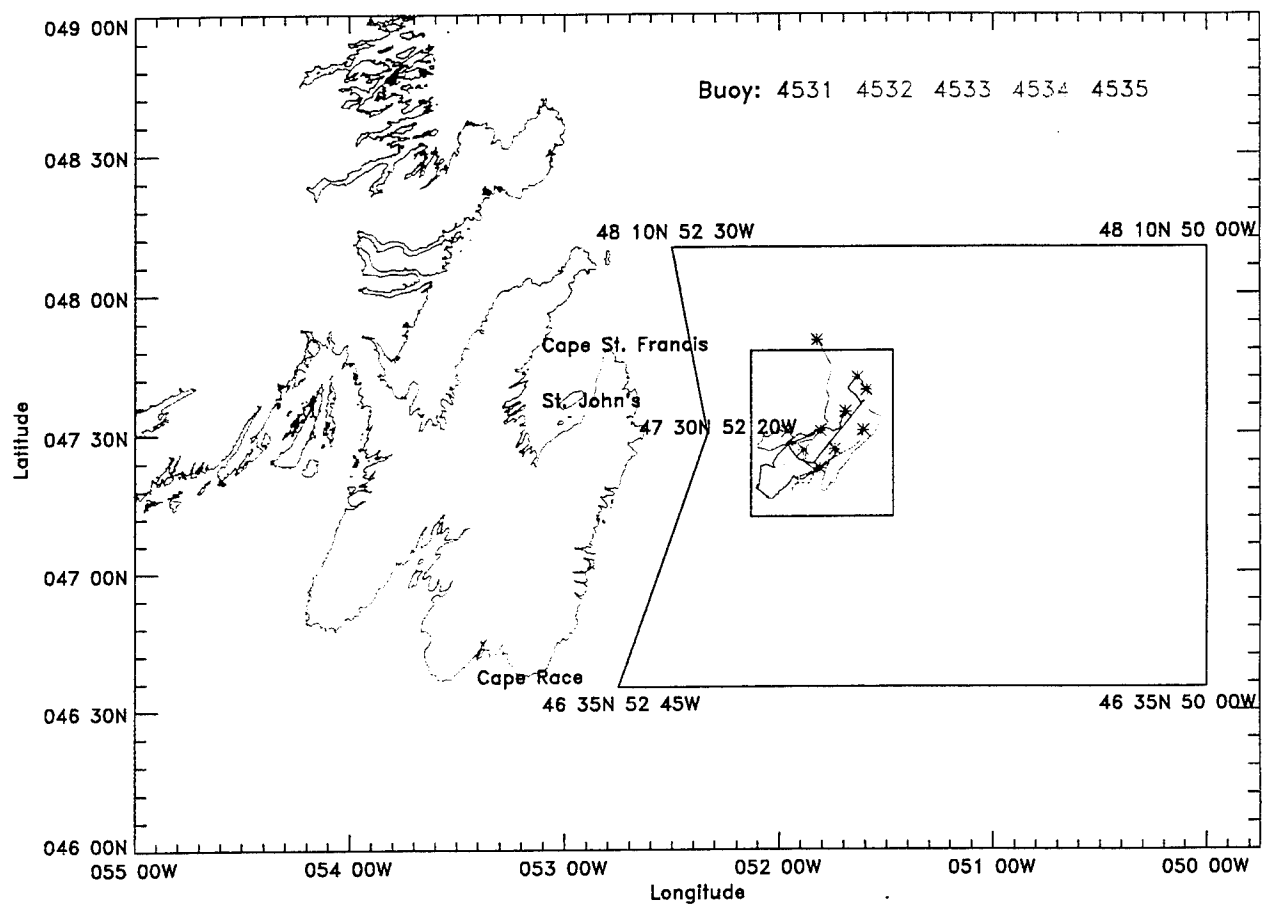 049 00N
Buoy: 4531 4532 4533 4534 4535
048 30N
48 10N 52 30W
48 10N 50 00W
048 00N
Cape St. Francis
St. John's
47 30N 52 20W
047 30N
Latitude
047 00N
Cape Race
46 35N 52 45W
46 35N 50 00W
046 30N
046 00N
055 00W
054 00W
053 00W
052 00W
051 00W
050 00W
Longitude